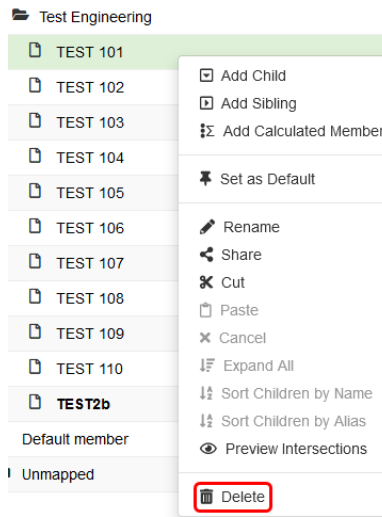 Test Engineering
TEST 101
TEST 102
TEST 103
TEST 104
TEST 105
TEST 106
TEST 107
TEST 108
TEST 109
TEST 110
TEST2b
Default member
Unmapped
Add Child
Add Sibling
Add Calculated Member
Set as Default
Rename
Share
Cut
Paste
Cancel
Expand All
Sort Children by Name
Sort Children by Alias
Preview Intersections
Delete